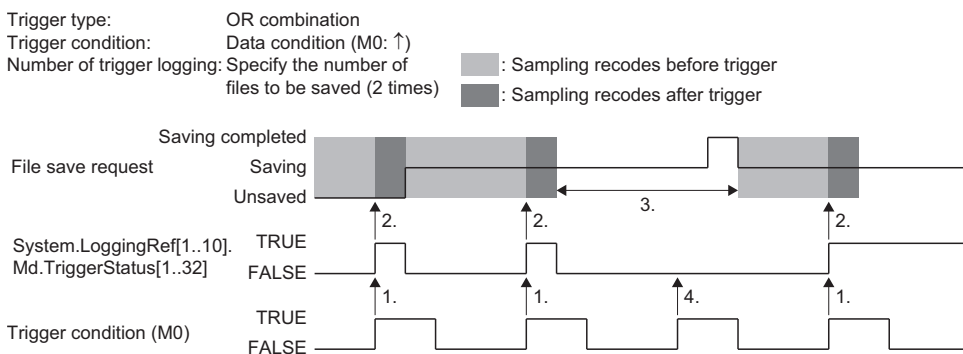 Trigger type: OR combination
Trigger condition: Data condition (M0: ↑)
Number of trigger logging: Specify the number of
files to be saved (2 times)
: Sampling recodes before trigger
: Sampling recodes after trigger
Saving completed
File save request
Saving
Unsaved
3.
2.
2.
2.
System.LoggingRef[1..10].
Md.TriggerStatus[1..32]
TRUE
FALSE
1.
1.
4.
1.
Trigger condition (M0)
TRUE
FALSE